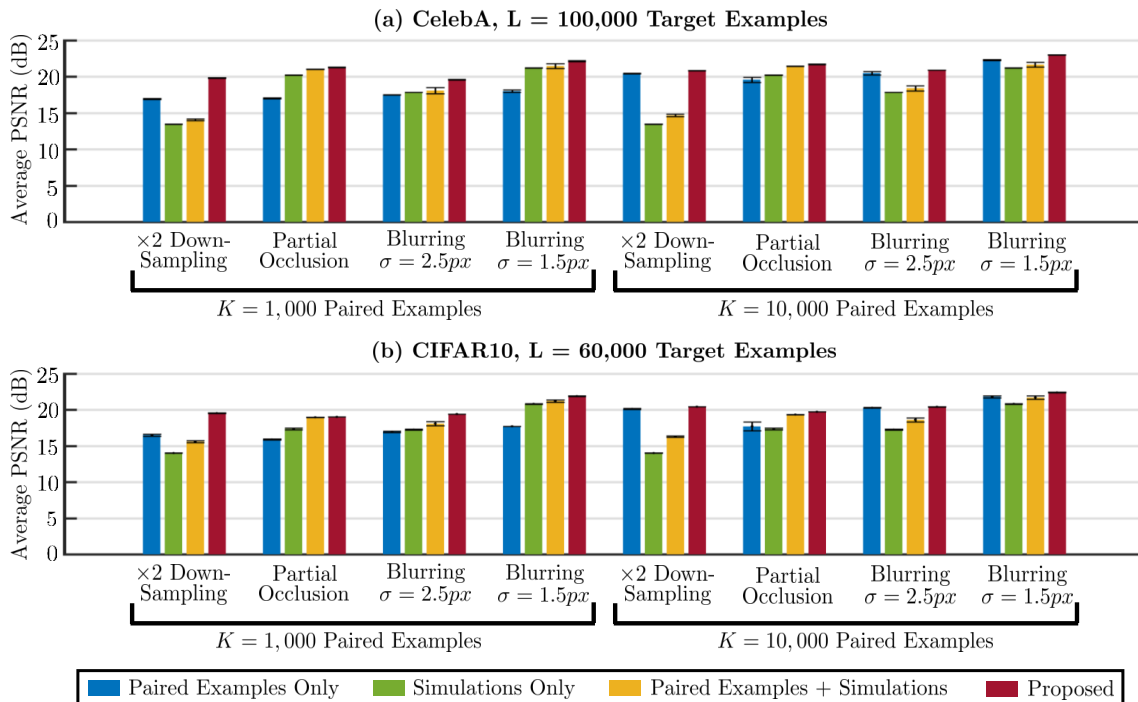 (a) CelebA, L = 100,000 Target Examples
Average PSNR (dB)
25
20
15
10
5
0
×2 Down-
Sampling
Partial
Occlusion
Blurring
σ = 2.5px
Blurring
σ = 1.5px
×2 Down-
Sampling
Partial
Occlusion
Blurring
σ = 2.5px
Blurring
σ = 1.5px
K = 1,000 Paired Examples
K = 10,000 Paired Examples
(b) CIFAR10, L = 60,000 Target Examples
Average PSNR (dB)
25
20
15
10
5
0
×2 Down-
Sampling
Partial
Occlusion
Blurring
σ = 2.5px
Blurring
σ = 1.5px
×2 Down-
Sampling
Partial
Occlusion
Blurring
σ = 2.5px
Blurring
σ = 1.5px
K = 1,000 Paired Examples
K = 10,000 Paired Examples
Paired Examples Only
Simulations Only
Paired Examples + Simulations
Proposed